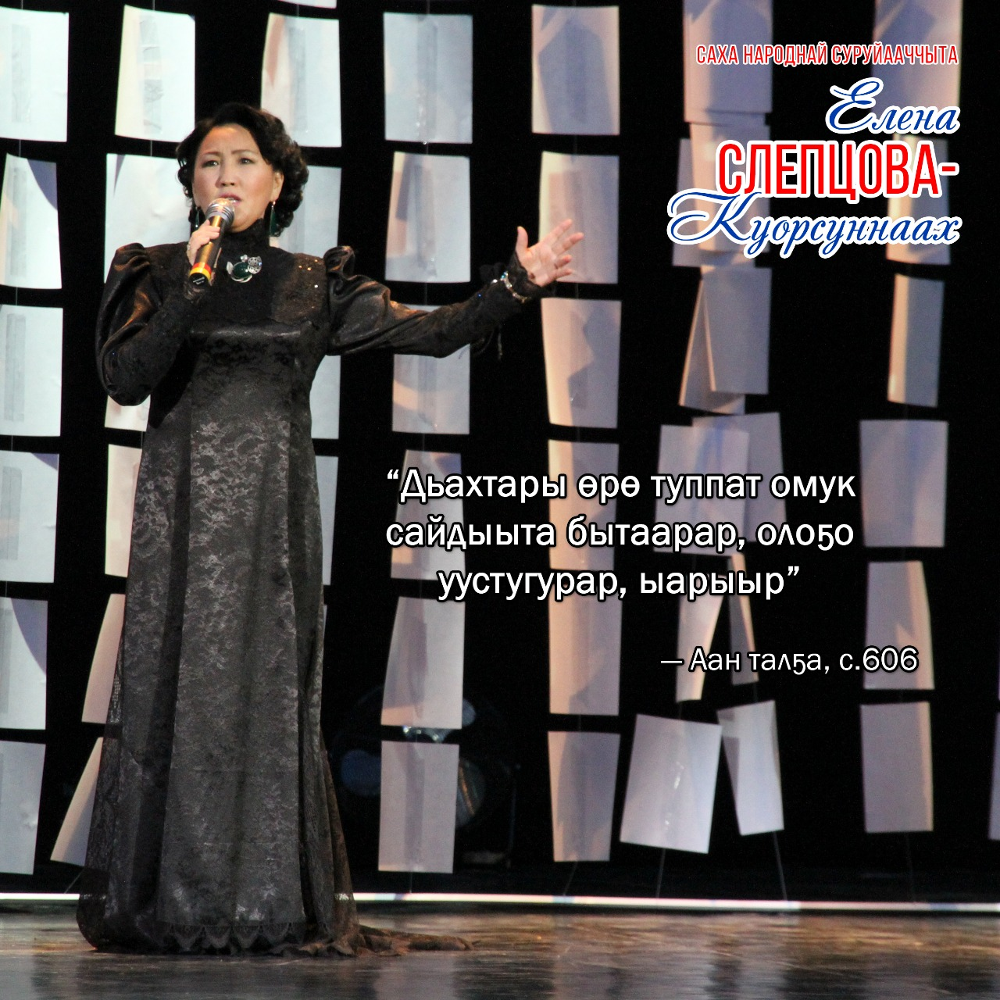 САХА НАРОДНАЙ СУРУЙААЧЧЫТА
Елена
СЛЕПЦОВА-
Куорсуннаах
“Дьахтары өрө туппат омук
сайдыыта бытаарар, олоҕо
уустугурар, ыарыыр”
— Аан талҕа, с.606